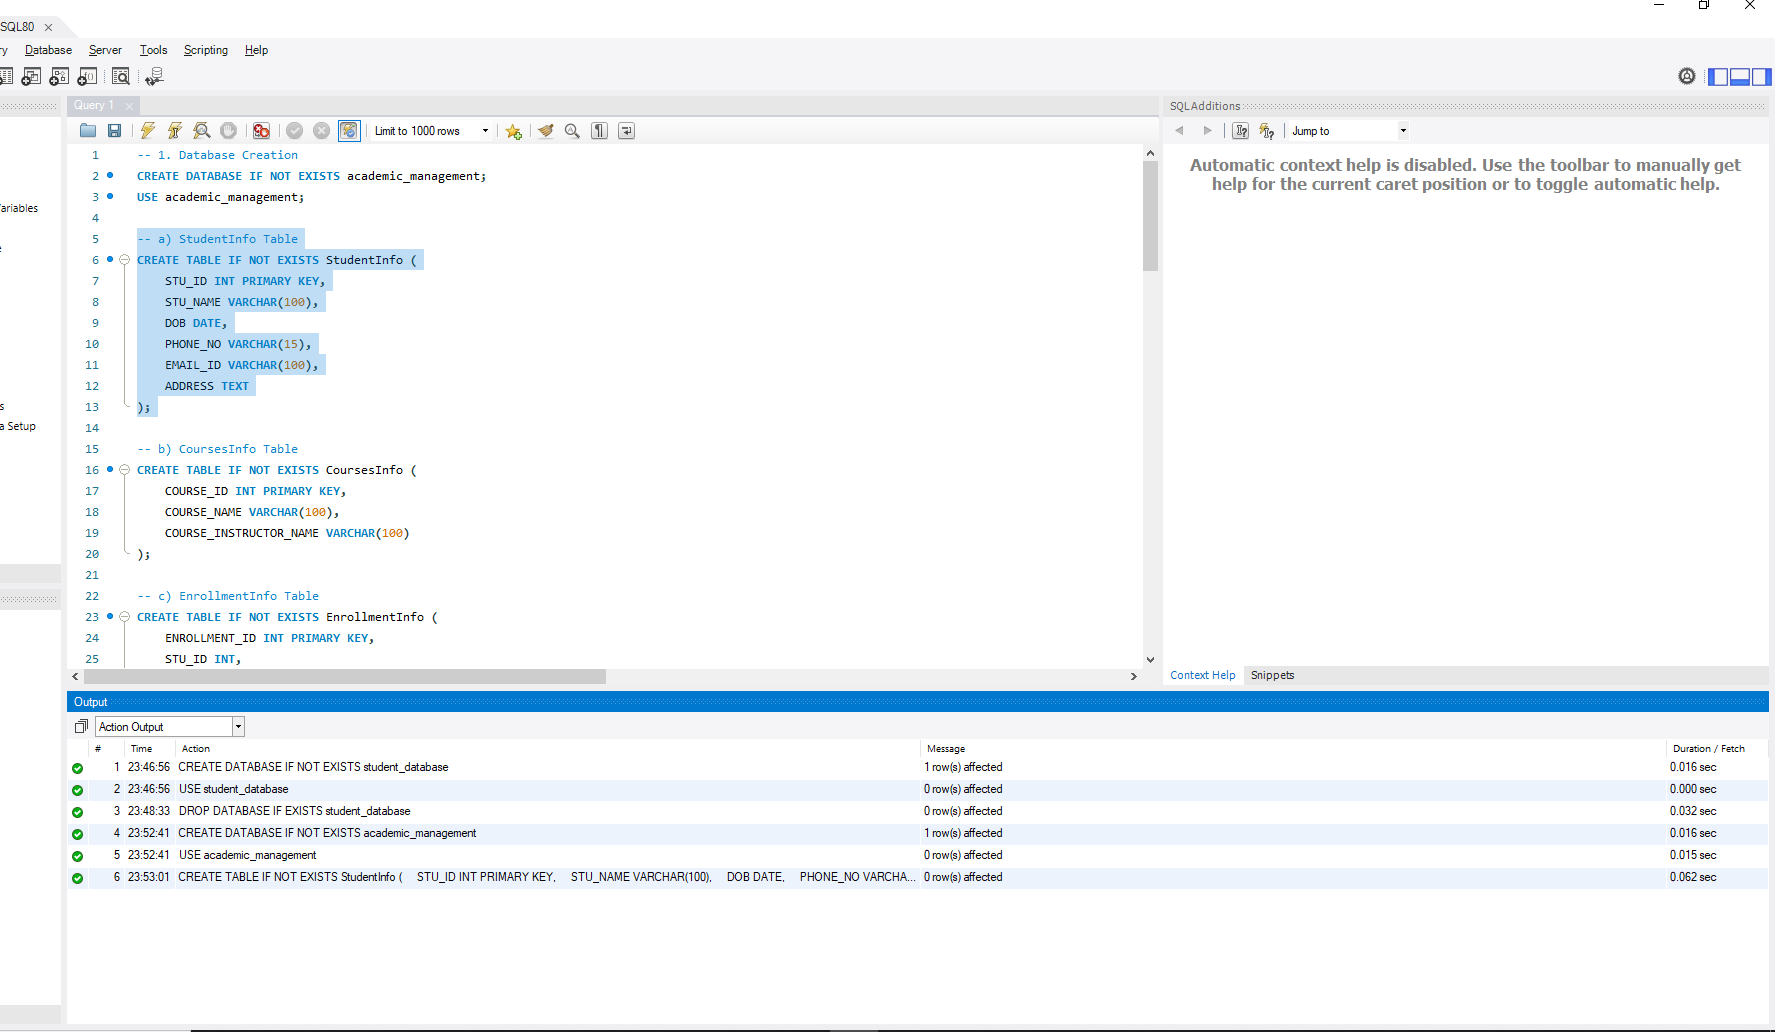 SQL80
ry Database Server Tools Scripting Help
Query 1
SQLAdditions
Limit to 1000 rows
Jump to
Automatic context help is disabled. Use the toolbar to manually get
help for the current caret position or to toggle automatic help.
ariables
e
s
a Setup
1 -- 1. Database Creation
2 CREATE DATABASE IF NOT EXISTS academic_management;
3 USE academic_management;
4
5 -- a) StudentInfo Table
6 CREATE TABLE IF NOT EXISTS StudentInfo (
7 STU_ID INT PRIMARY KEY,
8 STU_NAME VARCHAR(100),
9 DOB DATE,
10 PHONE_NO VARCHAR(15),
11 EMAIL_ID VARCHAR(100),
12 ADDRESS TEXT
13 );
14
15 -- b) CoursesInfo Table
16 CREATE TABLE IF NOT EXISTS CoursesInfo (
17 COURSE_ID INT PRIMARY KEY,
18 COURSE_NAME VARCHAR(100),
19 COURSE_INSTRUCTOR_NAME VARCHAR(100)
20 );
21
22 -- c) EnrollmentInfo Table
23 CREATE TABLE IF NOT EXISTS EnrollmentInfo (
24 ENROLLMENT_ID INT PRIMARY KEY,
25 STU_ID INT,
Context Help Snippets
Output
Action Output
# Time Action Message Duration / Fetch
1 23:46:56 CREATE DATABASE IF NOT EXISTS student_database 1 row(s) affected 0.016 sec
2 23:46:56 USE student_database 0 row(s) affected 0.000 sec
3 23:48:33 DROP DATABASE IF EXISTS student_database 0 row(s) affected 0.032 sec
4 23:52:41 CREATE DATABASE IF NOT EXISTS academic_management 1 row(s) affected 0.016 sec
5 23:52:41 USE academic_management 0 row(s) affected 0.015 sec
6 23:53:01 CREATE TABLE IF NOT EXISTS StudentInfo ( STU_ID INT PRIMARY KEY, STU_NAME VARCHAR(100), DOB DATE, PHONE_NO VARCHA... 0 row(s) affected 0.062 sec